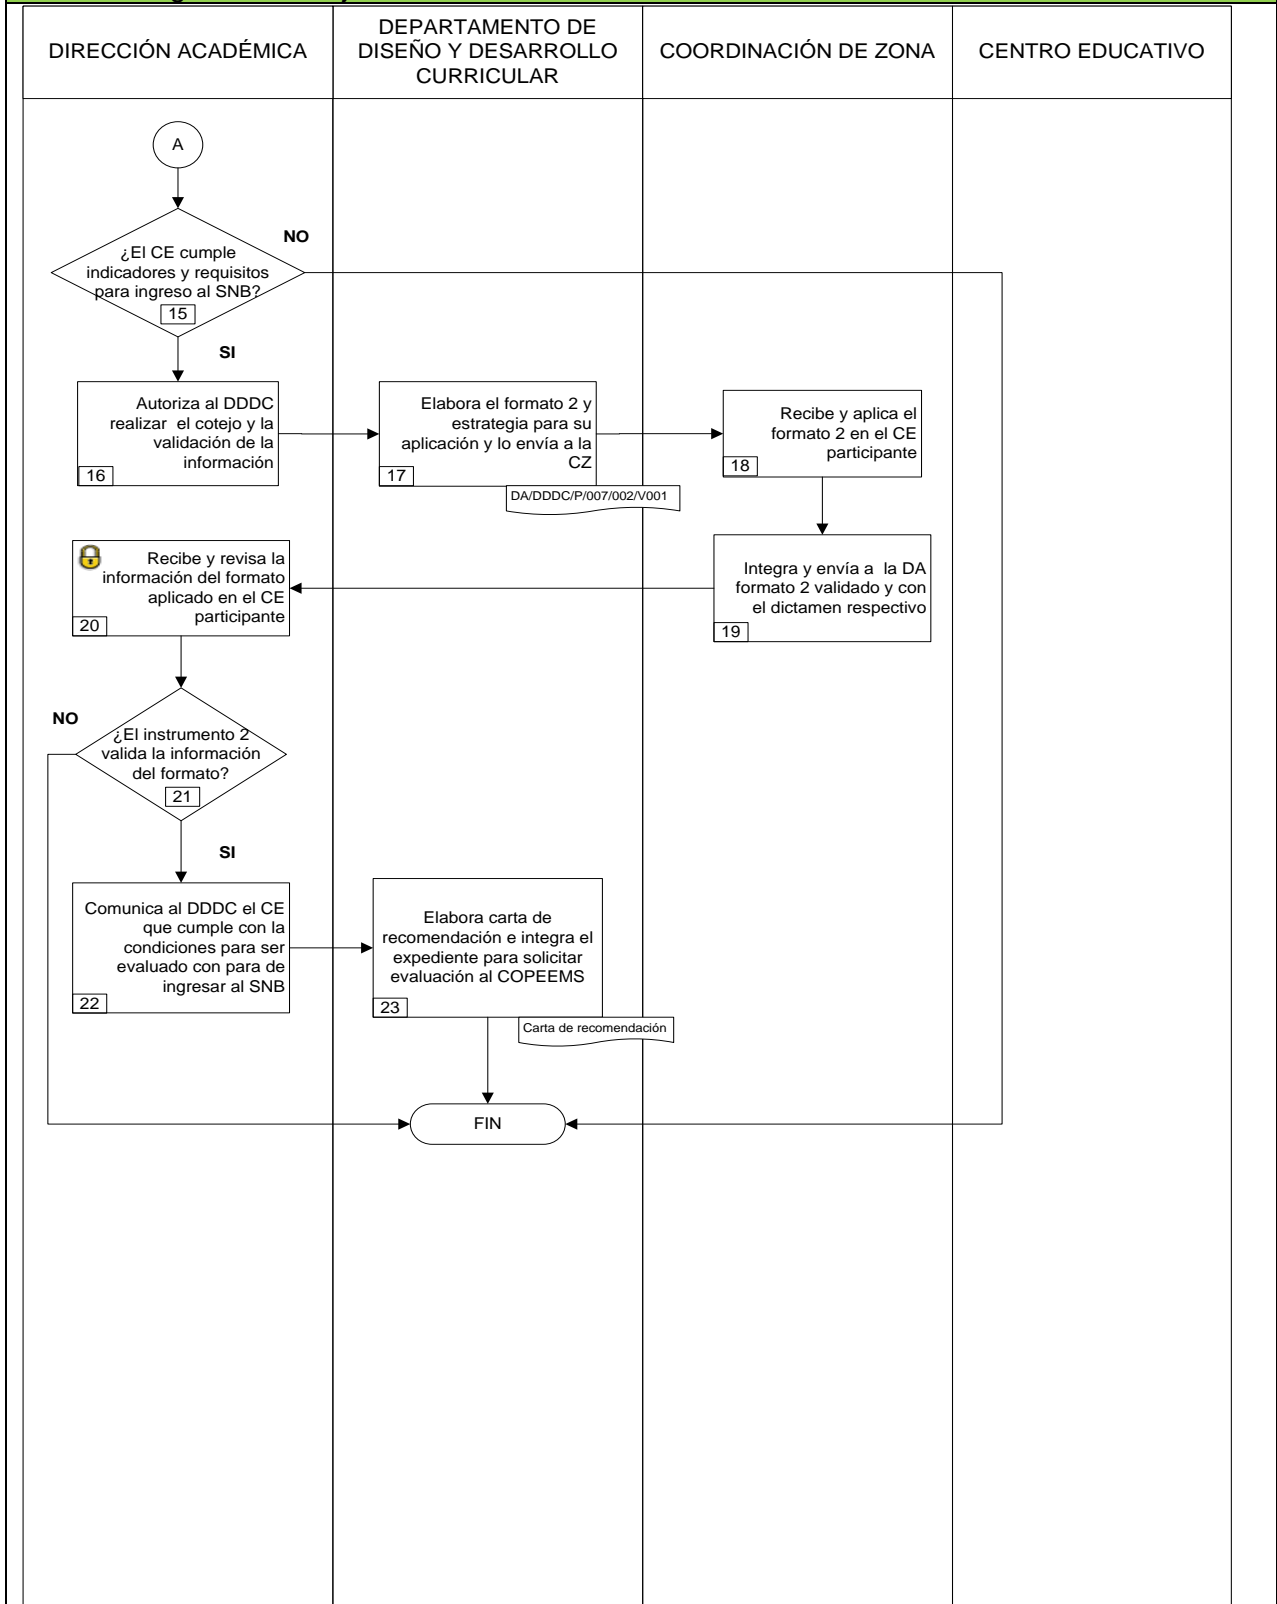 DIRECCIÓN ACADÉMICA
DEPARTAMENTO DE
DISEÑO Y DESARROLLO
CURRICULAR
COORDINACIÓN DE ZONA
CENTRO EDUCATIVO
A
¿El CE cumple
indicadores y requisitos
para ingreso al SNB?
15
NO
SI
Autoriza al DDDC
realizar el cotejo y la
validación de la
información
16
Elabora el formato 2 y
estrategia para su
aplicación y lo envía a la
CZ
17
DA/DDDC/P/007/002/V001
Recibe y aplica el
formato 2 en el CE
participante
18
Integra y envía a la DA
formato 2 validado y con
el dictamen respectivo
19
Recibe y revisa la
información del formato
aplicado en el CE
participante
20
NO
¿El instrumento 2
valida la información
del formato?
21
SI
Comunica al DDDC el CE
que cumple con la
condiciones para ser
evaluado con para de
ingresar al SNB
22
Elabora carta de
recomendación e integra el
expediente para solicitar
evaluación al COPEEMS
23
Carta de recomendación
FIN